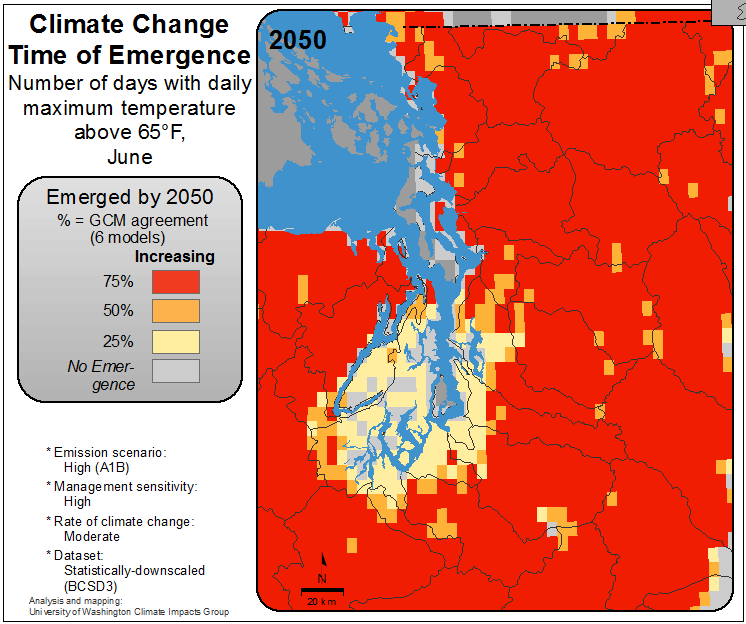 Climate Change
Time of Emergence
Number of days with daily
maximum temperature
above 65°F,
June
Emerged by 2050
% = GCM agreement
(6 models)
Increasing
75%
50%
25%
No Emer-
gence
* Emission scenario:
High (A1B)
* Management sensitivity:
High
* Rate of climate change:
Moderate
* Dataset:
Statistically-downscaled
(BCSD3)
Analysis and mapping:
University of Washington Climate Impacts Group
2050
N
20 km